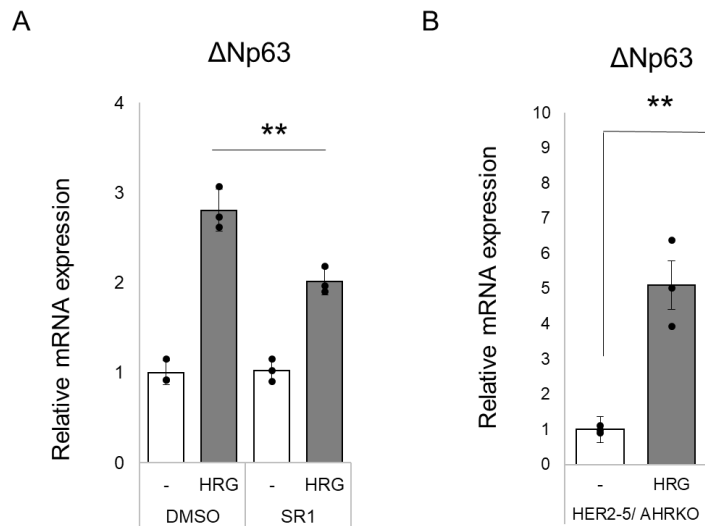 A
ΔNp63
Relative mRNA expression
4
3
2
1
0
**
- HRG - HRG
DMSO SR1
B
ΔNp63
Relative mRNA expression
10
9
8
7
6
5
4
3
2
1
0
**
- HRG
HER2-5/ AHRKO